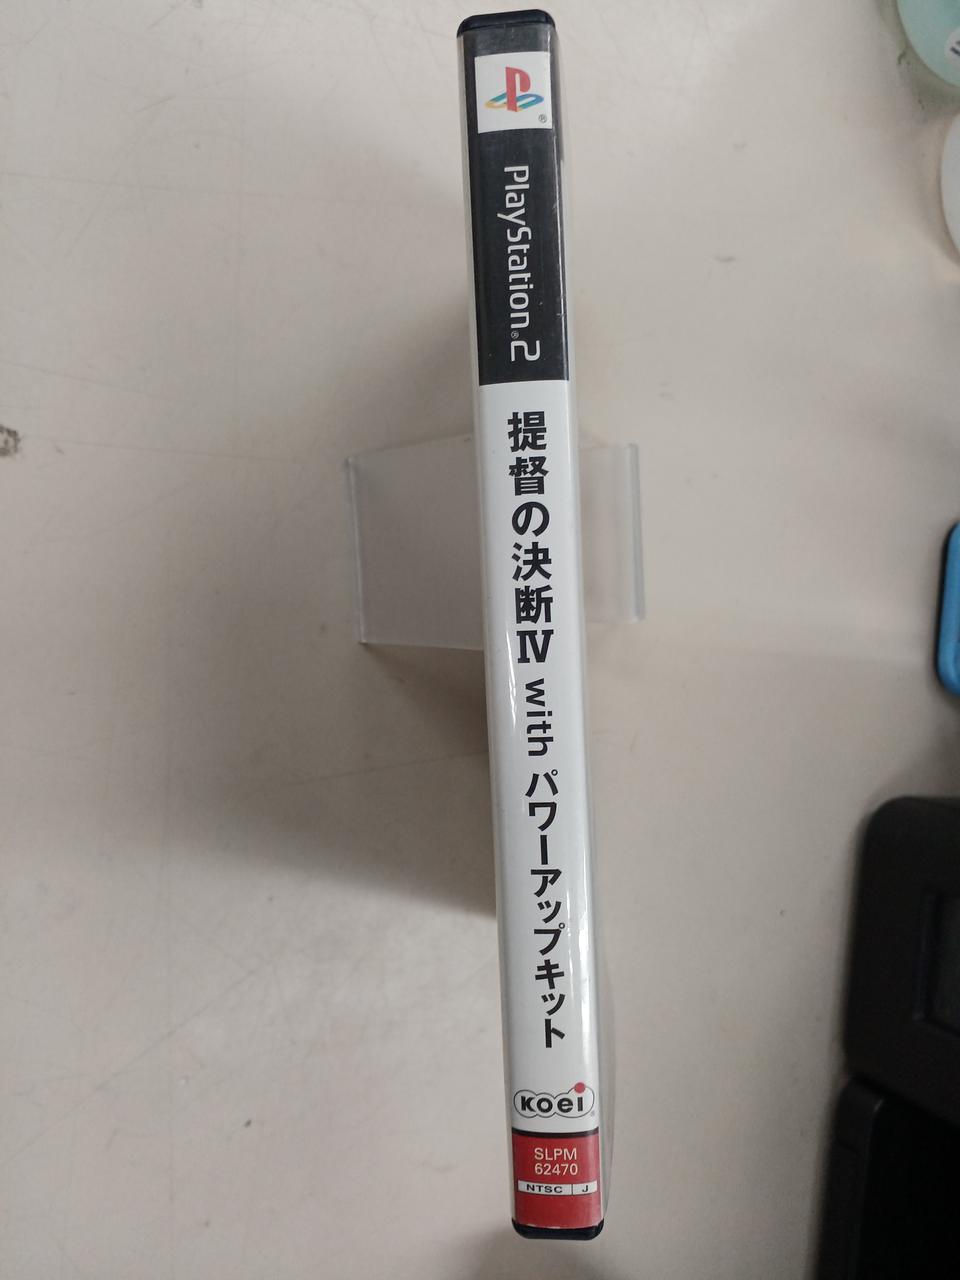 PlayStation®2
提督の決断Ⅳ with パワーアップキット
KOEI®
SLPM
62470
NTSC J